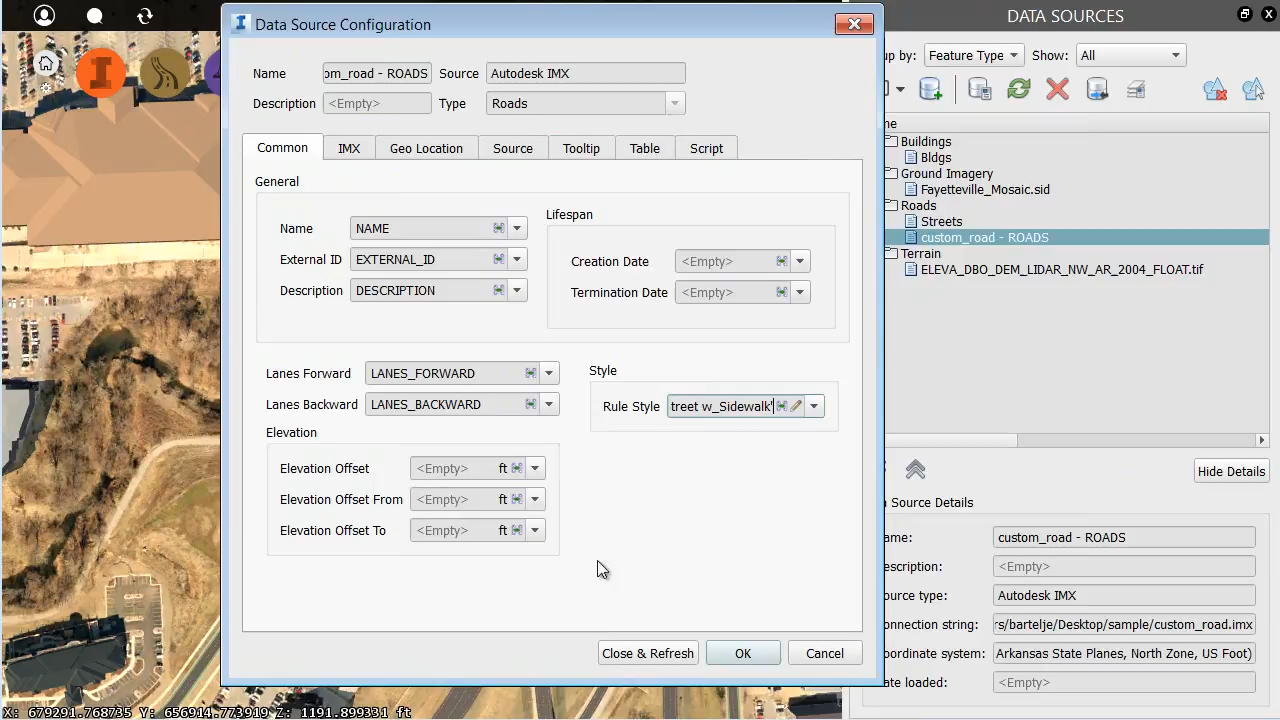 Data Source Configuration
Name
om_road - ROADS
Source
Autodesk IMX
Description
<Empty>
Type
Roads
Common
IMX
Geo Location
Source
Tooltip
Table
Script
General
Name
NAME
External ID
EXTERNAL_ID
Description
DESCRIPTION
Lifespan
Creation Date
<Empty>
Termination Date
<Empty>
Lanes Forward
LANES_FORWARD
Lanes Backward
LANES_BACKWARD
Style
Rule Style
treet w_Sidewalk'
Elevation
Elevation Offset
<Empty>
ft
Elevation Offset From
<Empty>
ft
Elevation Offset To
<Empty>
ft
Close & Refresh
OK
Cancel
DATA SOURCES
up by:
Feature Type
Show:
All
ne
Buildings
Bldgs
Ground Imagery
Fayetteville_Mosaic.sid
Roads
Streets
custom_road - ROADS
Terrain
ELEVA_DBO_DEM_LIDAR_NW_AR_2004_FLOAT.tif
Hide Details
a Source Details
ame:
custom_road - ROADS
escription:
<Empty>
ource type:
Autodesk IMX
onnection string:
rs/bartelje/Desktop/sample/custom_road.imx
oordinate system:
Arkansas State Planes, North Zone, US Foot)
ate loaded:
<Empty>
X: 679291.768735 Y: 656914.773919 Z: 1191.899331 ft